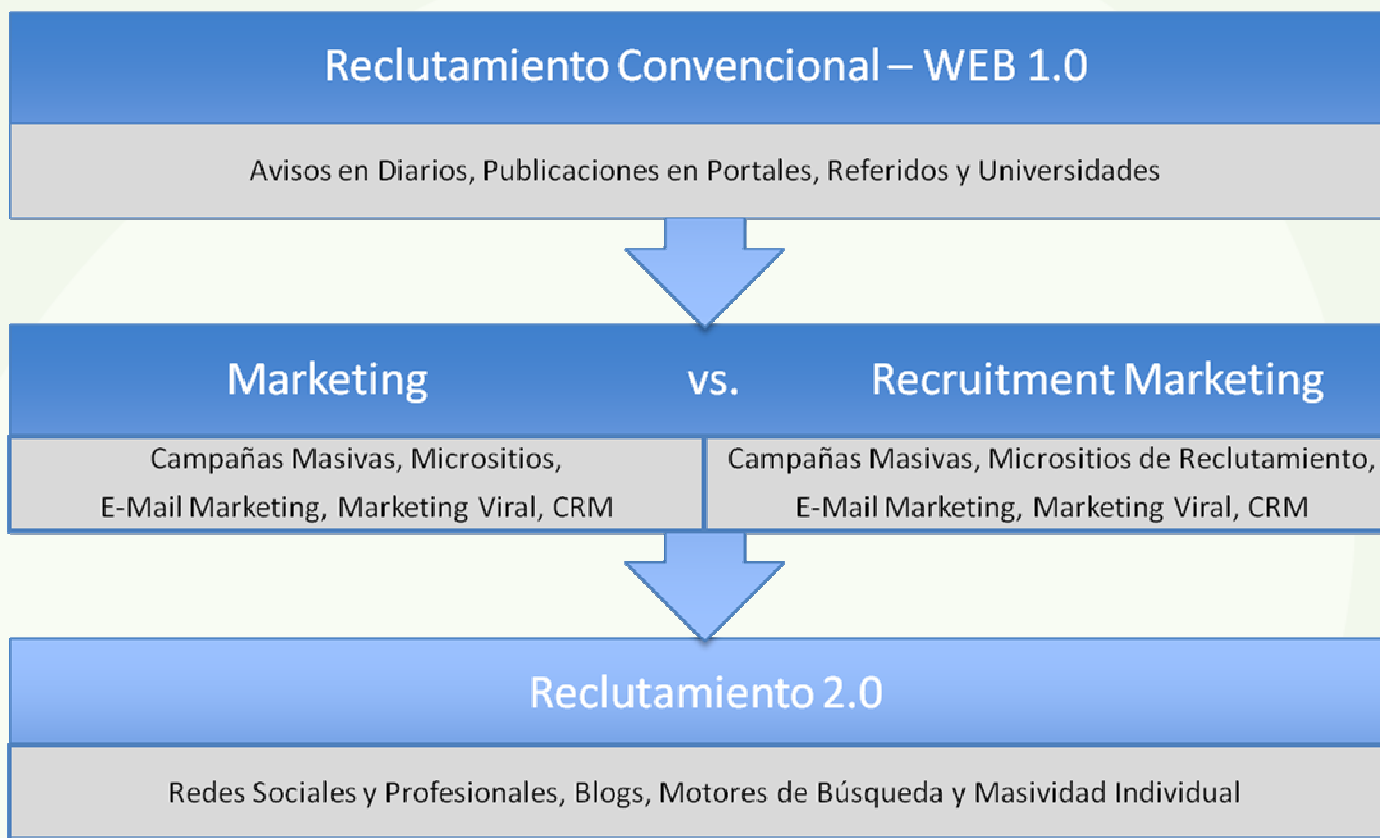 Reclutamiento Convencional – WEB 1.0
Avisos en Diarios, Publicaciones en Portales, Referidos y Universidades
Marketing vs. Recruitment Marketing
Campañas Masivas, Micrositios,
E-Mail Marketing, Marketing Viral, CRM
Campañas Masivas, Micrositios de Reclutamiento,
E-Mail Marketing, Marketing Viral, CRM
Reclutamiento 2.0
Redes Sociales y Profesionales, Blogs, Motores de Búsqueda y Masividad Individual